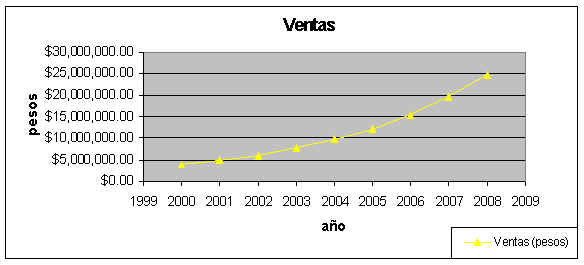 Ventas
$30,000,000.00
$25,000,000.00
$20,000,000.00
$15,000,000.00
$10,000,000.00
$5,000,000.00
$0.00
pesos
1999 2000 2001 2002 2003 2004 2005 2006 2007 2008 2009
año
Ventas (pesos)